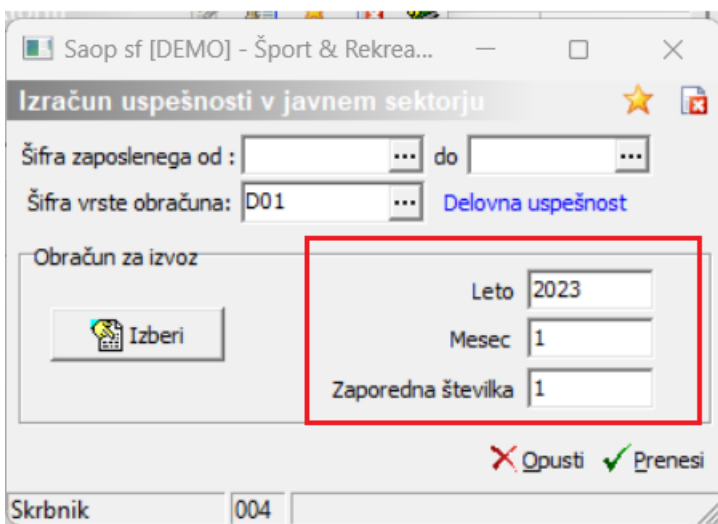 Saop sf [DEMO] - Šport & Rekrea...
Izračun uspešnosti v javnem sektorju
Šifra zaposlenega od : ... do ...
Šifra vrste obračuna: D01 ... Delovna uspešnost
Obračun za izvoz
Leto 2023
Izberi
Mesec 1
Zaporedna številka 1
Opusti Prenesi
Skrbnik 004